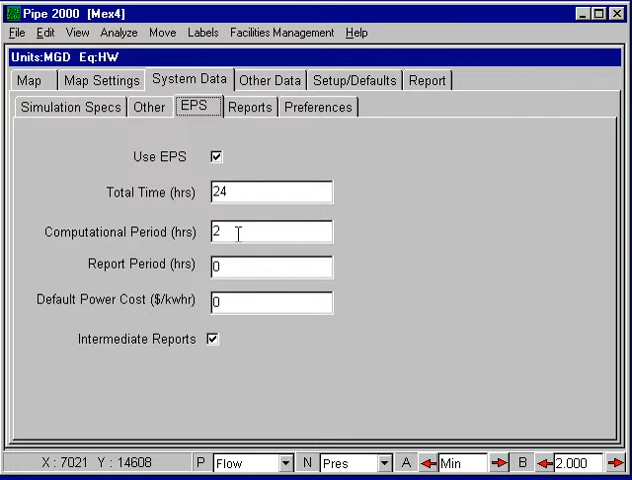 Pipe 2000 [Mex4]
File Edit View Analyze Move Labels Facilities Management Help
Units:MGD Eq:HW
Map Map Settings System Data Other Data Setup/Defaults Report
Simulation Specs Other EPS Reports Preferences
Use EPS
Total Time (hrs) 24
Computational Period (hrs) 2
Report Period (hrs) 0
Default Power Cost ($/kwhr) 0
Intermediate Reports
X : 7021 Y : 14608 P Flow N Pres A Min B 2.000